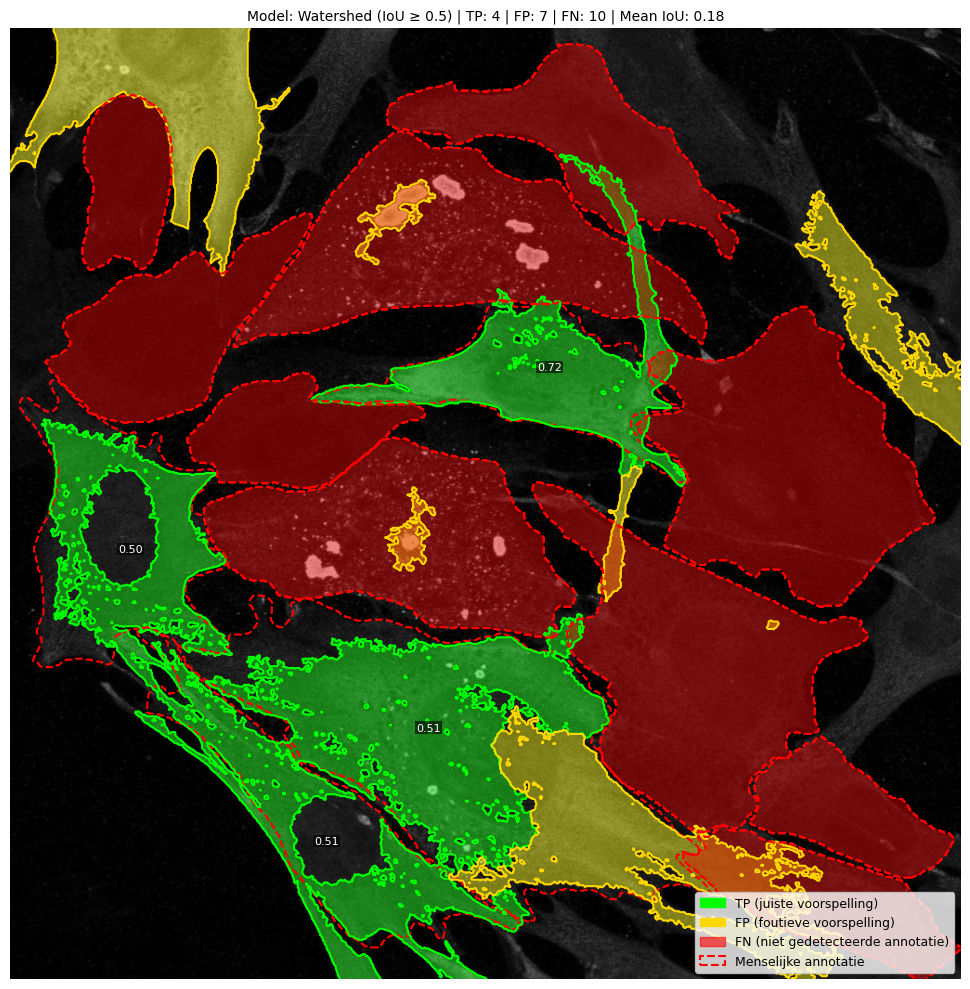 Model: Watershed (IoU ≥ 0.5) | TP: 4 | FP: 7 | FN: 10 | Mean IoU: 0.18
0.72
0.50
0.51
0.51
TP (juiste voorspelling)
FP (foutieve voorspelling)
FN (niet gedetecteerde annotatie)
Menselijke annotatie